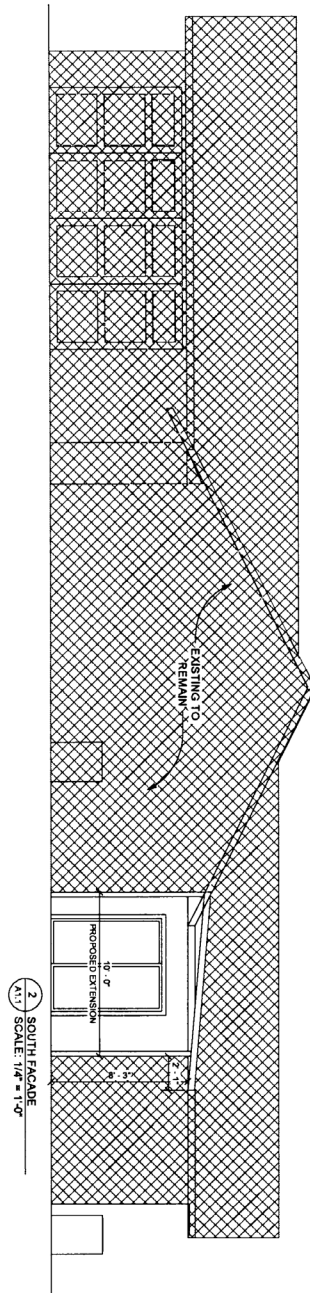 EXISTING TO
REMAIN
10' - 0"
PROPOSED EXTENSION
2' - 1"
8' - 3"
2
A1.1
SOUTH FACADE
SCALE: 1/4" = 1'-0"